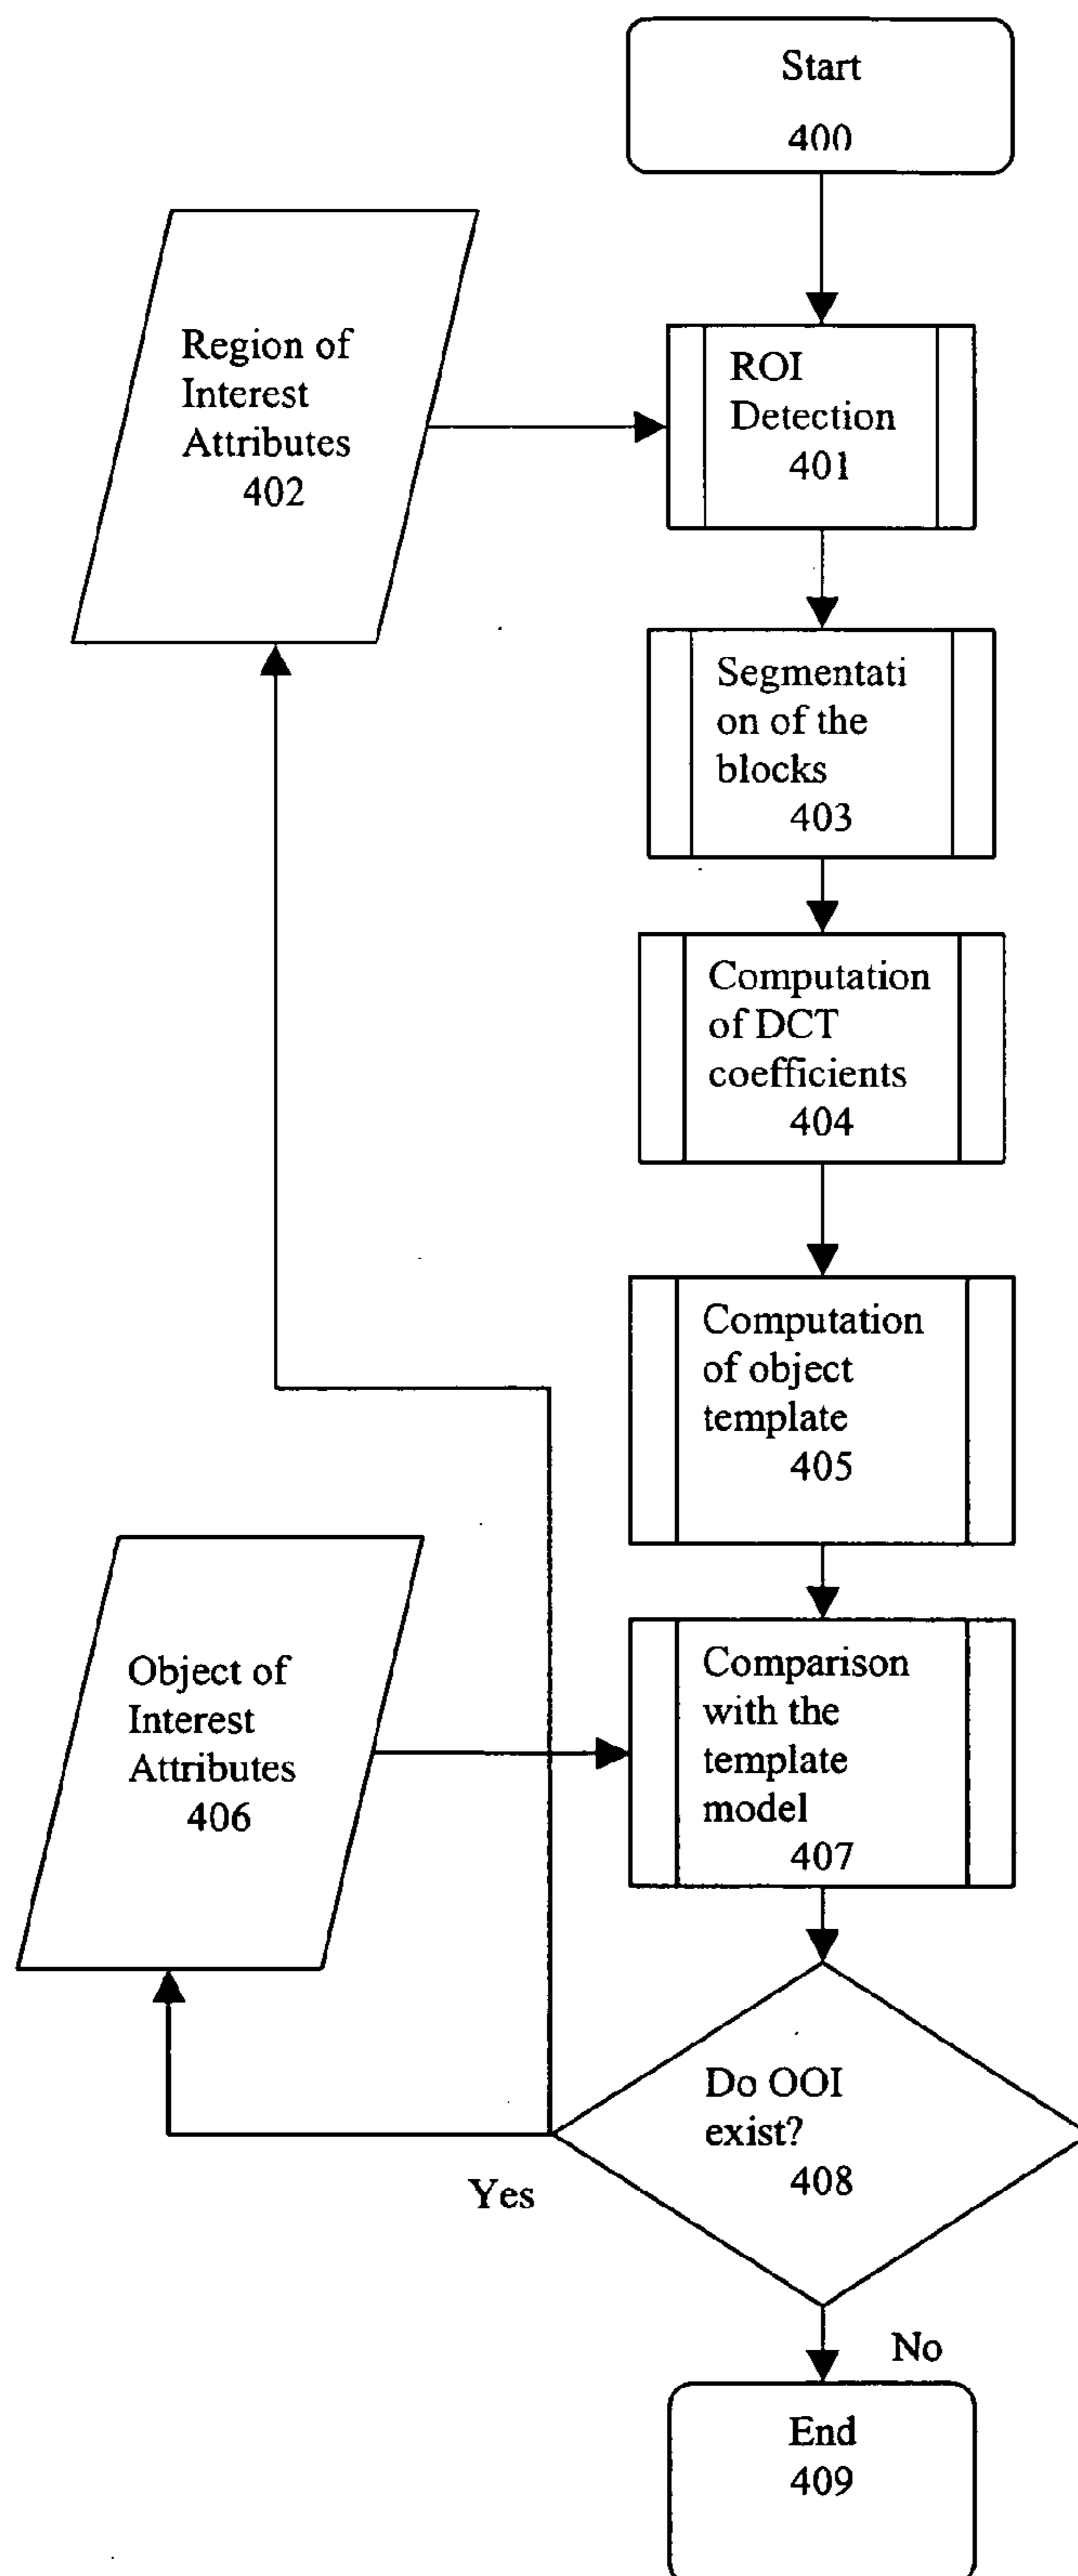 Start
400
Region of
Interest
Attributes
402
ROI
Detection
401
Segmentati
on of the
blocks
403
Computation
of DCT
coefficients
404
Computation
of object
template
405
Object of
Interest
Attributes
406
Comparison
with the
template
model
407
Do OOI
exist?
408
Yes
No
End
409